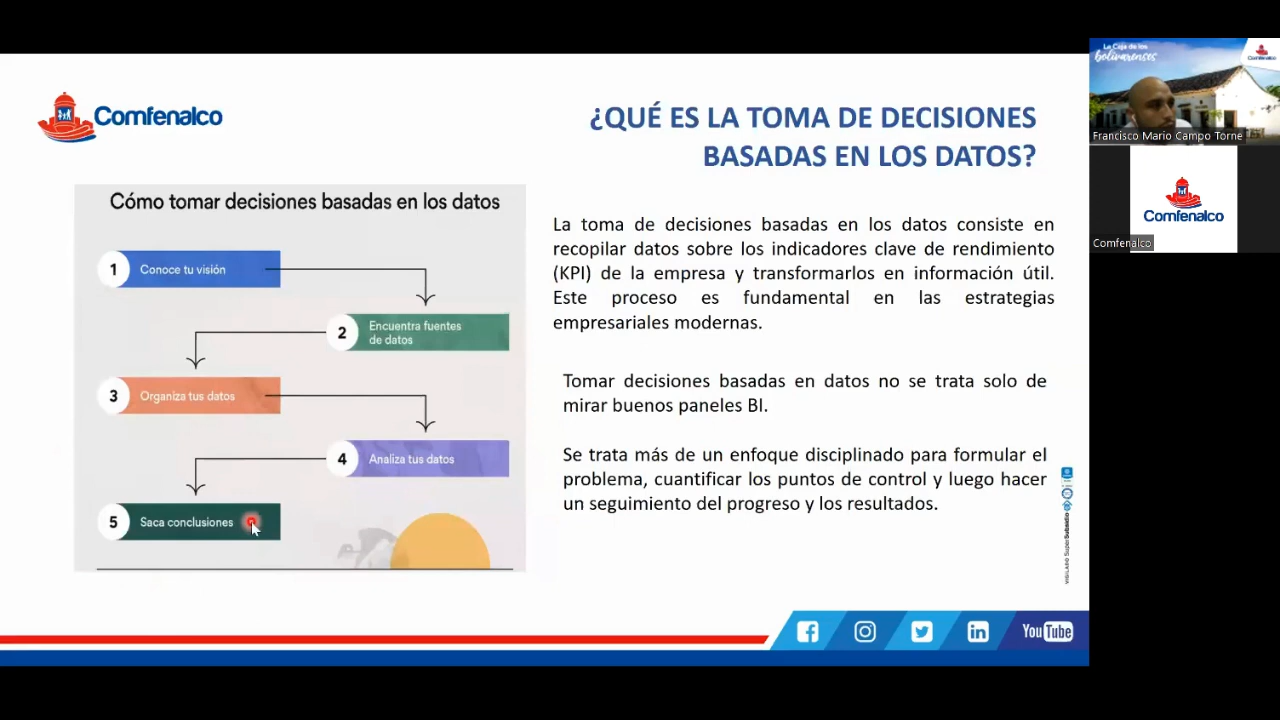 Comfenalco
¿QUÉ ES LA TOMA DE DECISIONES
BASADAS EN LOS DATOS?
Cómo tomar decisiones basadas en los datos
1 Conoce tu visión
2 Encuentra fuentes
de datos
3 Organiza tus datos
4 Analiza tus datos
5 Saca conclusiones
La toma de decisiones basadas en los datos consiste en
recopilar datos sobre los indicadores clave de rendimiento
(KPI) de la empresa y transformarlos en información útil.
Este proceso es fundamental en las estrategias
empresariales modernas.
Tomar decisiones basadas en datos no se trata solo de
mirar buenos paneles BI.
Se trata más de un enfoque disciplinado para formular el
problema, cuantificar los puntos de control y luego hacer
un seguimiento del progreso y los resultados.
VIGILADO SuperSubsidio
YouTube
La Caja de los
bolivarenses
Comfenalco
Francisco Mario Campo Torne
Comfenalco
Comfenalco